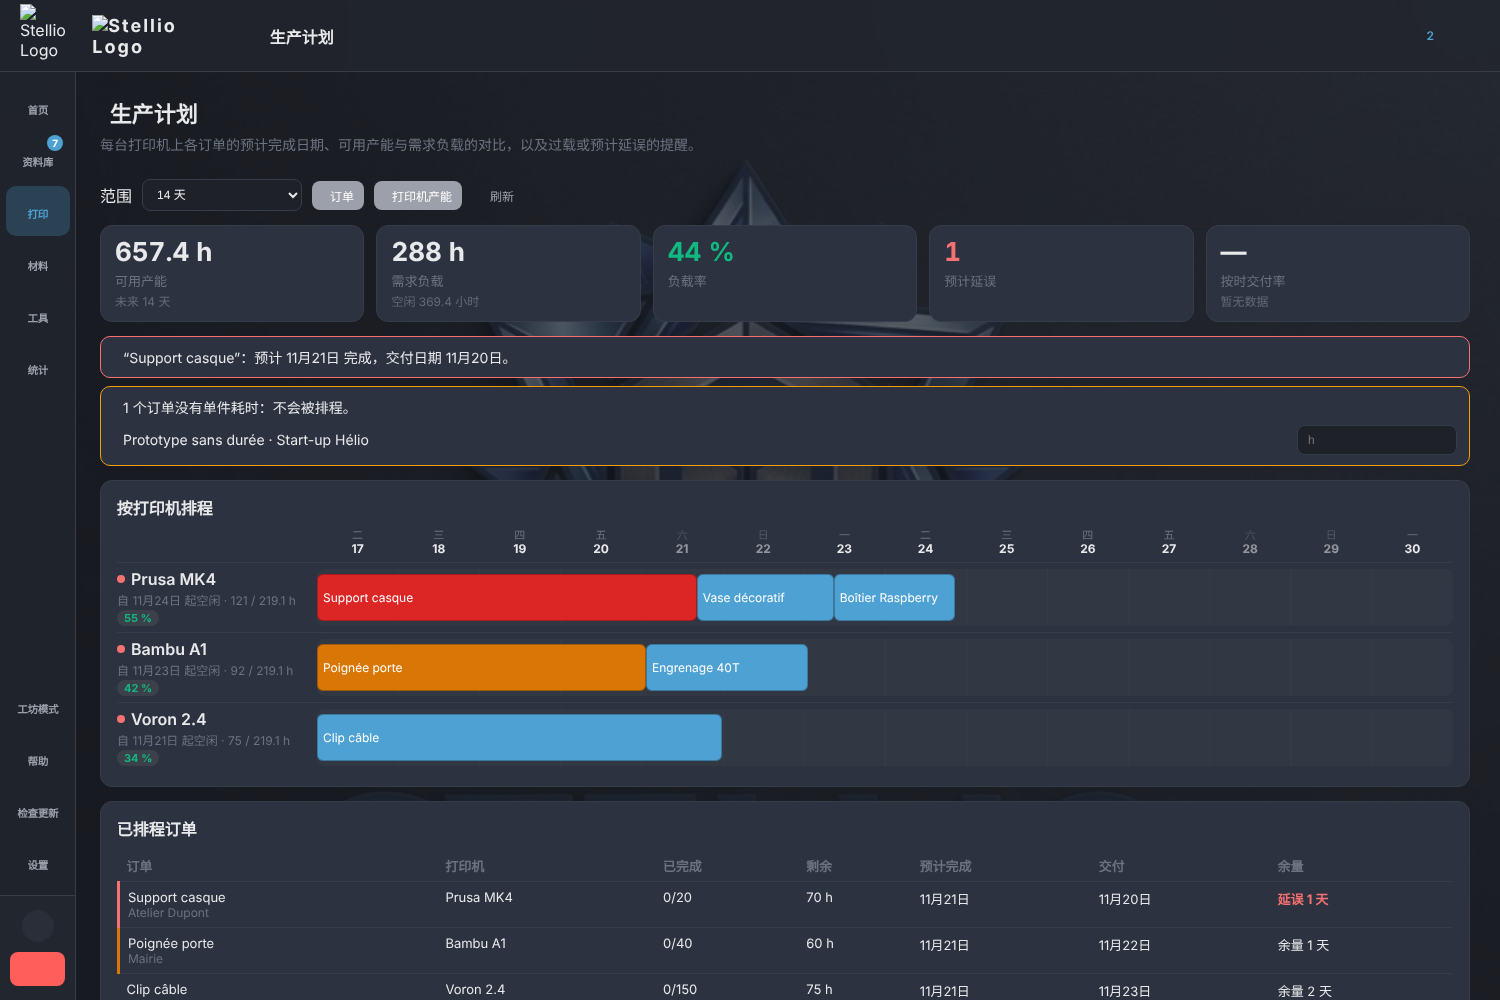 Stellio Logo
Stellio Logo
生产计划
2
首页
7
资料库
打印
材料
工具
统计
工坊模式
帮助
检查更新
设置
生产计划
每台打印机上各订单的预计完成日期、可用产能与需求负载的对比，以及过载或预计延误的提醒。
范围 14 天 订单 打印机产能 刷新
657.4 h
可用产能
未来 14 天
288 h
需求负载
空闲 369.4 小时
44 %
负载率
1
预计延误
—
按时交付率
暂无数据
“Support casque”：预计 11月21日 完成，交付日期 11月20日。
1 个订单没有单件耗时：不会被排程。
Prototype sans durée · Start-up Hélio h
按打印机排程
二 三 四 五 六 日 一 二 三 四 五 六 日 一
17 18 19 20 21 22 23 24 25 26 27 28 29 30
Prusa MK4
自 11月24日 起空闲 · 121 / 219.1 h
55 %
Support casque Vase décoratif Boîtier Raspberry
Bambu A1
自 11月23日 起空闲 · 92 / 219.1 h
42 %
Poignée porte Engrenage 40T
Voron 2.4
自 11月21日 起空闲 · 75 / 219.1 h
34 %
Clip câble
已排程订单
订单 打印机 已完成 剩余 预计完成 交付 余量
Support casque Prusa MK4 0/20 70 h 11月21日 11月20日 延误 1 天
Atelier Dupont
Poignée porte Bambu A1 0/40 60 h 11月21日 11月22日 余量 1 天
Mairie
Clip câble Voron 2.4 0/150 75 h 11月21日 11月23日 余量 2 天